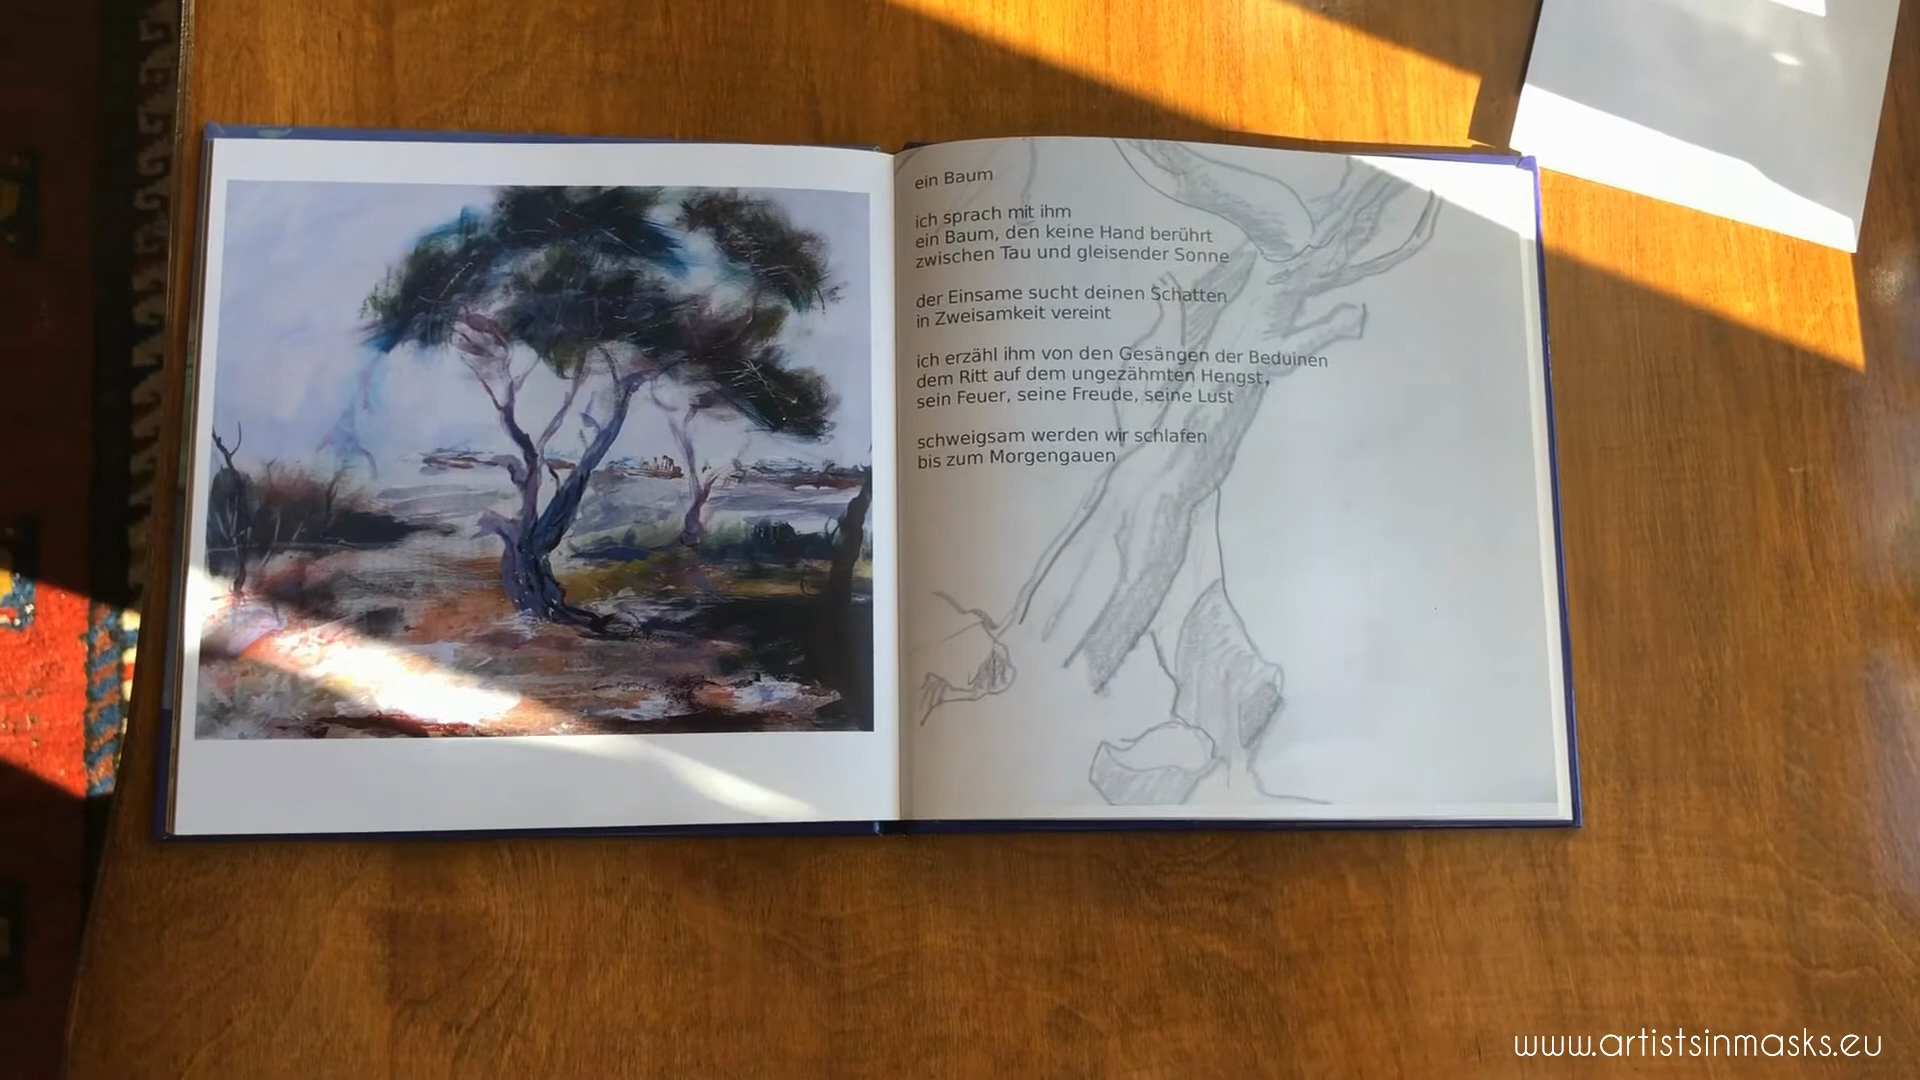 ein Baum
ich sprach mit ihm
ein Baum, den keine Hand berührt
zwischen Tau und gleisender Sonne
der Einsame sucht deinen Schatten
in Zweisamkeit vereint
ich erzähl ihm von den Gesängen der Beduinen
dem Ritt auf dem ungezähmten Hengst,
sein Feuer, seine Freude, seine Lust
schweigsam werden wir schlafen
bis zum Morgengauen
www.artistsinmasks.eu